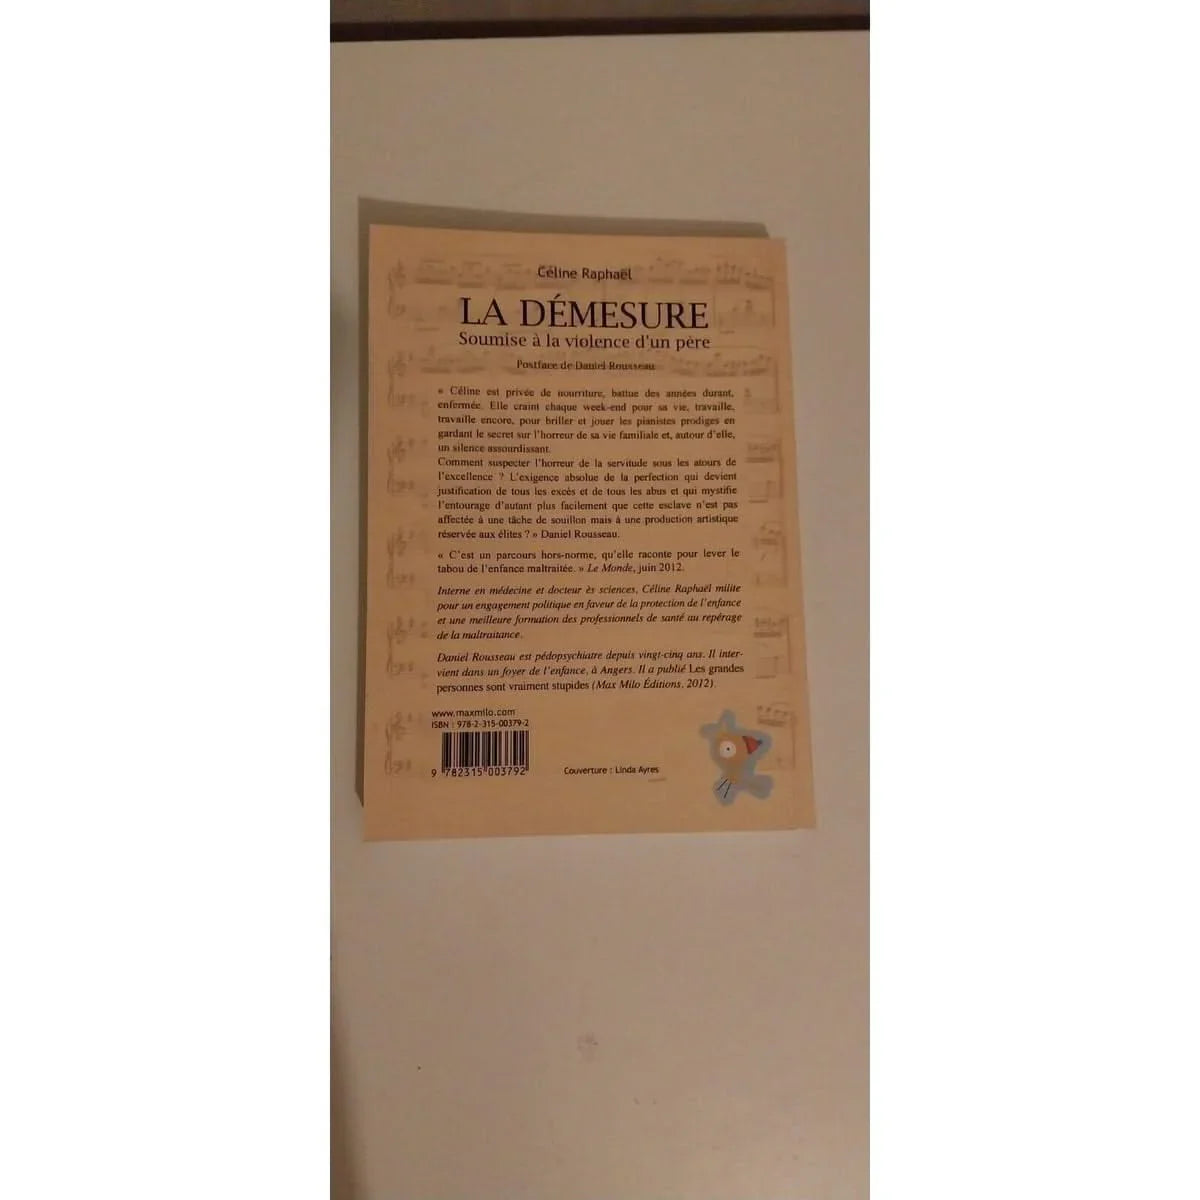 Céline Raphaël
LA DÉMESURE
Soumise à la violence d'un père
Postface de Daniel Rousseau
« Céline est privée de nourriture, battue des années durant,
enfermée. Elle craint chaque week-end pour sa vie, travaille,
travaille encore, pour briller et jouer les pianistes prodiges en
gardant le secret sur l'horreur de sa vie familiale et, autour d'elle,
un silence assourdissant.
Comment suspecter l'horreur de la servitude sous les atours de
l'excellence ? L'exigence absolue de la perfection qui devient
justification de tous les excès et de tous les abus et qui mystifie
l'entourage d'autant plus facilement que cette esclave n'est pas
affectée à une tâche de souillon mais à une production artistique
réservée aux élites ? » Daniel Rousseau.
« C'est un parcours hors-norme, qu'elle raconte pour lever le
tabou de l'enfance maltraitée. » Le Monde, juin 2012.
Interne en médecine et docteur ès sciences, Céline Raphaël milite
pour un engagement politique en faveur de la protection de l'enfance
et une meilleure formation des professionnels de santé au repérage
de la maltraitance.
Daniel Rousseau est pédopsychiatre depuis vingt-cinq ans. Il inter-
vient dans un foyer de l'enfance, à Angers. Il a publié Les grandes
personnes sont vraiment stupides (Max Milo Éditions, 2012).
www.maxmilo.com
ISBN : 978-2-315-00379-2
9 782315 003792
Couverture : Linda Ayres